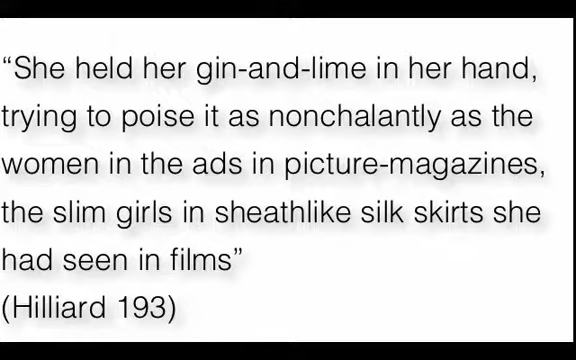 “She held her gin-and-lime in her hand,
trying to poise it as nonchalantly as the
women in the ads in picture-magazines,
the slim girls in sheathlike silk skirts she
had seen in films”
(Hilliard 193)